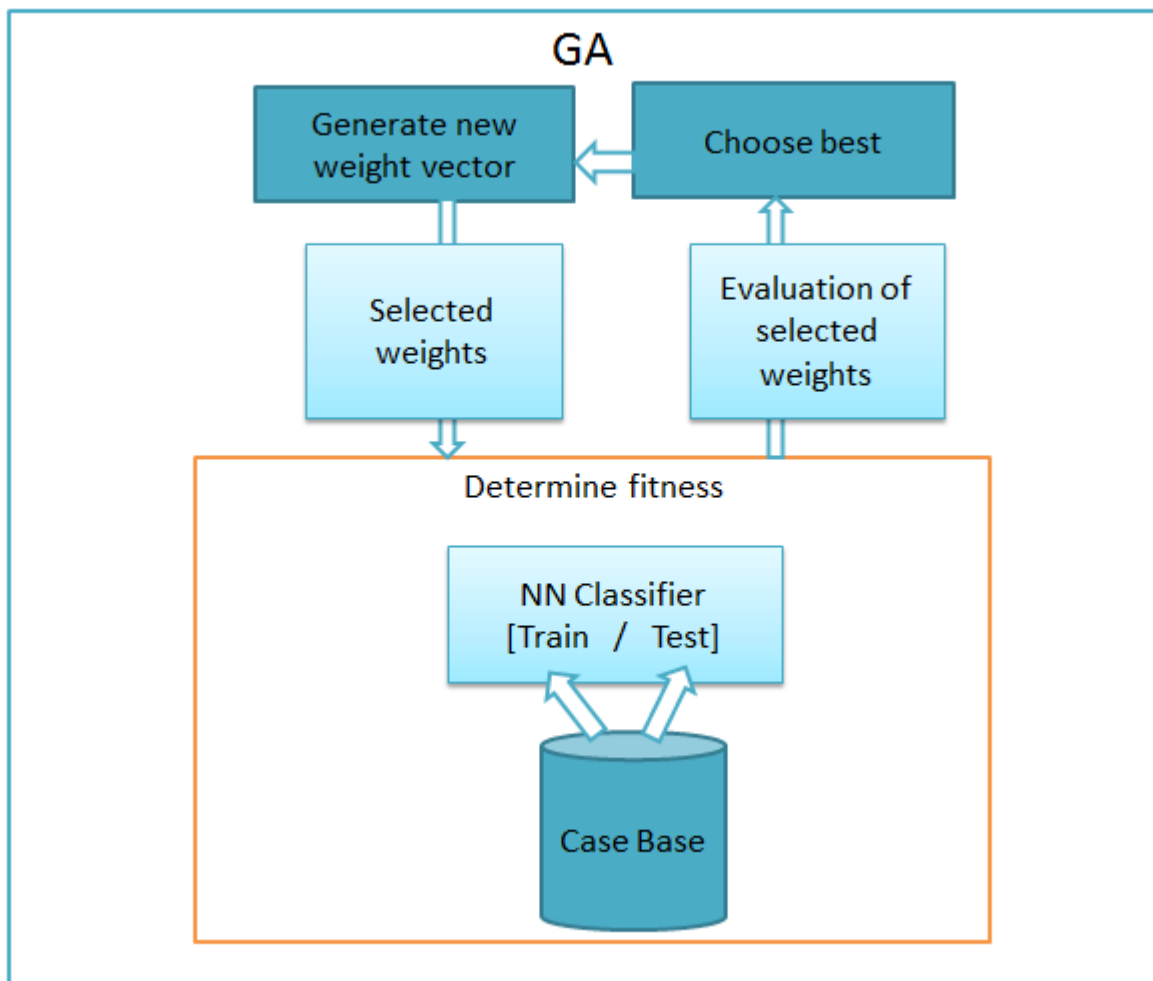 GA
Generate new
weight vector
Choose best
Selected
weights
Evaluation of
selected
weights
Determine fitness
NN Classifier
[Train / Test]
Case Base